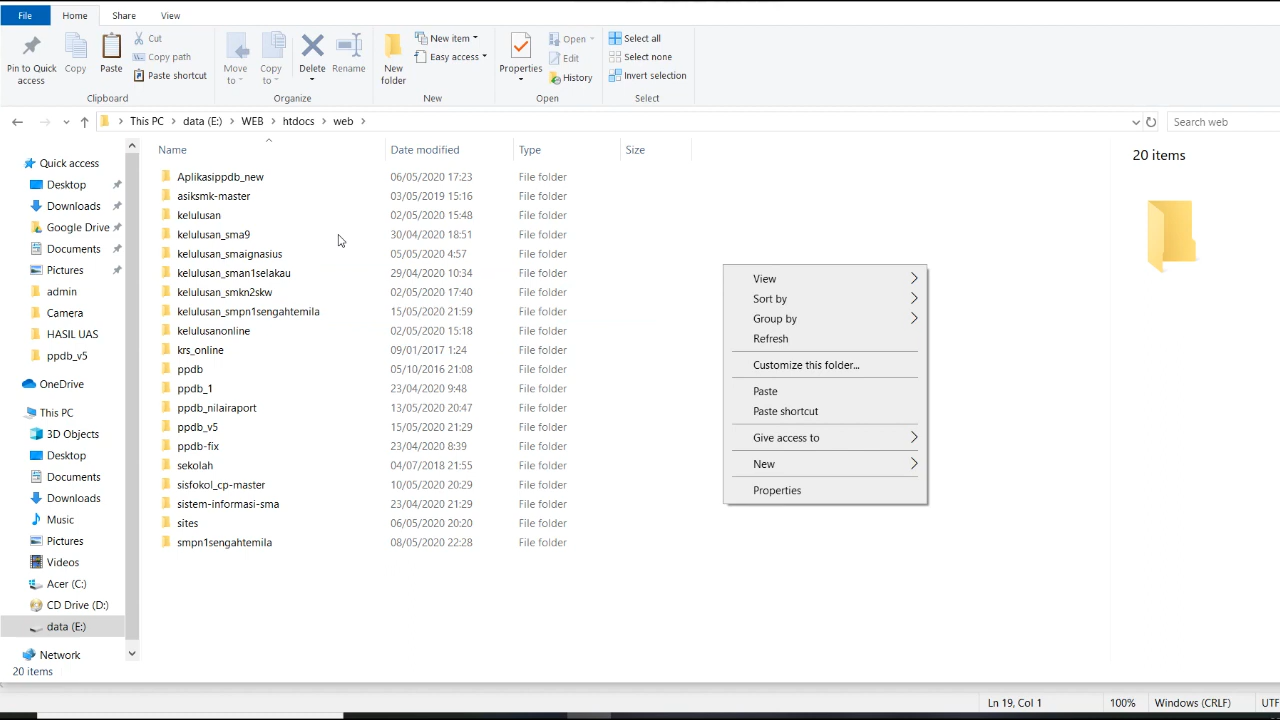 File Home Share View
Pin to Quick access
Copy
Paste
Cut
Copy path
Paste shortcut
Clipboard
Move to
Copy to
Delete
Rename
Organize
New folder
New item
Easy access
New
Properties
Open
Edit
History
Open
Select all
Select none
Invert selection
Select
This PC > data (E:) > WEB > htdocs > web >
Search web
Name Date modified Type Size
Aplikasippdb_new 06/05/2020 17:23 File folder
asiksmk-master 03/05/2019 15:16 File folder
kelulusan 02/05/2020 15:48 File folder
kelulusan_sma9 30/04/2020 18:51 File folder
kelulusan_smaignasius 05/05/2020 4:57 File folder
kelulusan_sman1selakau 29/04/2020 10:34 File folder
kelulusan_smkn2skw 02/05/2020 17:40 File folder
kelulusan_smpn1sengahtemila 15/05/2020 21:59 File folder
kelulusanonline 02/05/2020 15:18 File folder
krs_online 09/01/2017 1:24 File folder
ppdb 05/10/2016 21:08 File folder
ppdb_1 23/04/2020 9:48 File folder
ppdb_nilairaport 13/05/2020 20:47 File folder
ppdb_v5 15/05/2020 21:29 File folder
ppdb-fix 23/04/2020 8:39 File folder
sekolah 04/07/2018 21:55 File folder
sisfokol_cp-master 10/05/2020 20:29 File folder
sistem-informasi-sma 23/04/2020 21:29 File folder
sites 06/05/2020 20:20 File folder
smpn1sengahtemila 08/05/2020 22:28 File folder
Quick access
Desktop
Downloads
Google Drive
Documents
Pictures
admin
Camera
HASIL UAS
ppdb_v5
OneDrive
This PC
3D Objects
Desktop
Documents
Downloads
Music
Pictures
Videos
Acer (C:)
CD Drive (D:)
data (E:)
Network
View
Sort by
Group by
Refresh
Customize this folder...
Paste
Paste shortcut
Give access to
New
Properties
20 items
20 items
Ln 19, Col 1 100% Windows (CRLF) UTF